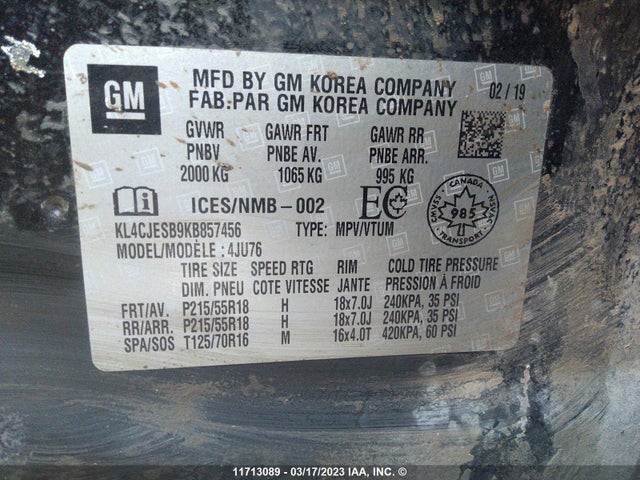 GM
MFD BY GM KOREA COMPANY 02/19
FAB.PAR GM KOREA COMPANY
GVWR GAWR FRT GAWR RR
PNBV PNBE AV. PNBE ARR.
2000 KG 1065 KG 995 KG
ICES/NMB-002 EC
KL4CJESB9KB857456 TYPE: MPV/VTUM
MODEL/MODÈLE: 4JU76
CANADA
985
TRANSPORT
TIRE SIZE SPEED RTG RIM COLD TIRE PRESSURE
DIM. PNEU COTE VITESSE JANTE PRESSION À FROID
FRT/AV. P215/55R18 H 18x7.0J 240KPA, 35 PSI
RR/ARR. P215/55R18 H 18x7.0J 240KPA, 35 PSI
SPA/SOS T125/70R16 M 16x4.0T 420KPA, 60 PSI
11713089 - 03/17/2023 IAA, INC. ©